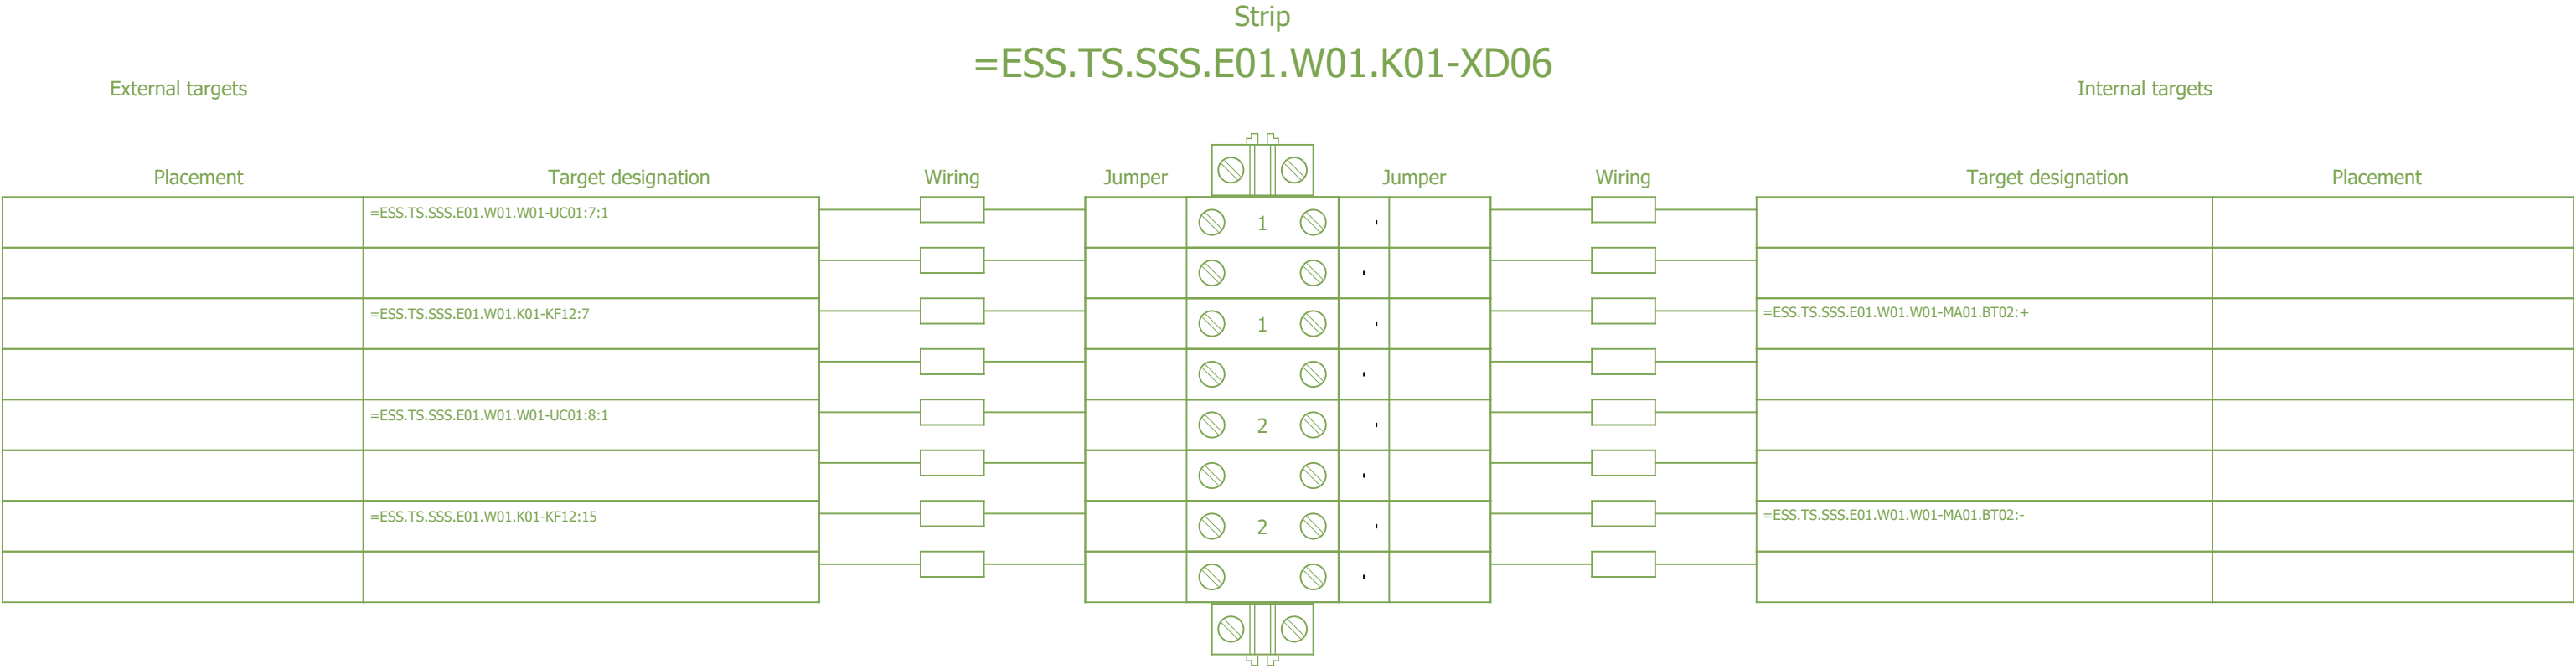 Strip
=ESS.TS.SSS.E01.W01.K01-XD06
External targets
Internal targets
Placement Target designation Wiring Jumper Jumper Wiring Target designation Placement
=ESS.TS.SSS.E01.W01.W01-UC01:7:1 1
=ESS.TS.SSS.E01.W01.K01-KF12:7 1 =ESS.TS.SSS.E01.W01.W01-MA01.BT02:+
=ESS.TS.SSS.E01.W01.W01-UC01:8:1 2
=ESS.TS.SSS.E01.W01.K01-KF12:15 2 =ESS.TS.SSS.E01.W01.W01-MA01.BT02:-